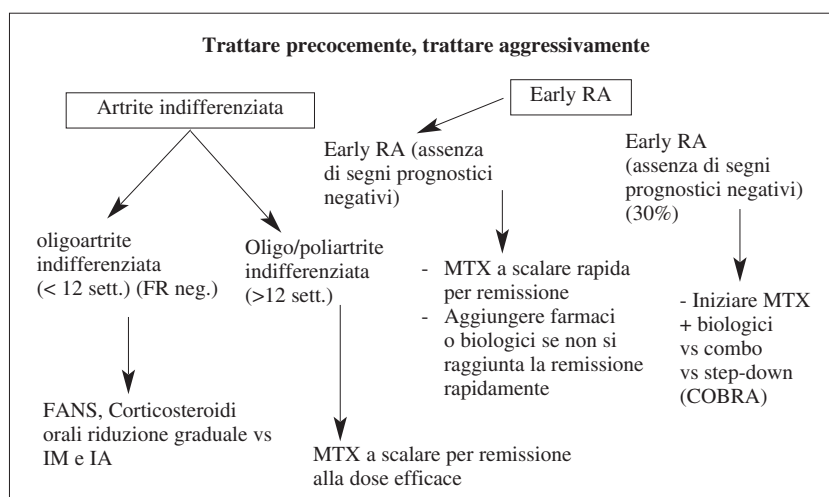 Trattare precocemente, trattare aggressivamente
Artrite indifferenziata
Early RA
Early RA (assenza
di segni prognostici
negativi)
Early RA
(assenza di segni
prognostici negativi)
(30%)
oligoartrite
indifferenziata
(< 12 sett.) (FR neg.)
Oligo/poliartrite
indifferenziata
(>12 sett.)
- MTX a scalare rapida
per remissione
- Aggiungere farmaci
o biologici se non si
raggiunta la remissione
rapidamente
- Iniziare MTX
+ biologici
vs combo
vs step-down
(COBRA)
FANS, Corticosteroidi
orali riduzione graduale vs
IM e IA
MTX a scalare per remissione
alla dose efficace